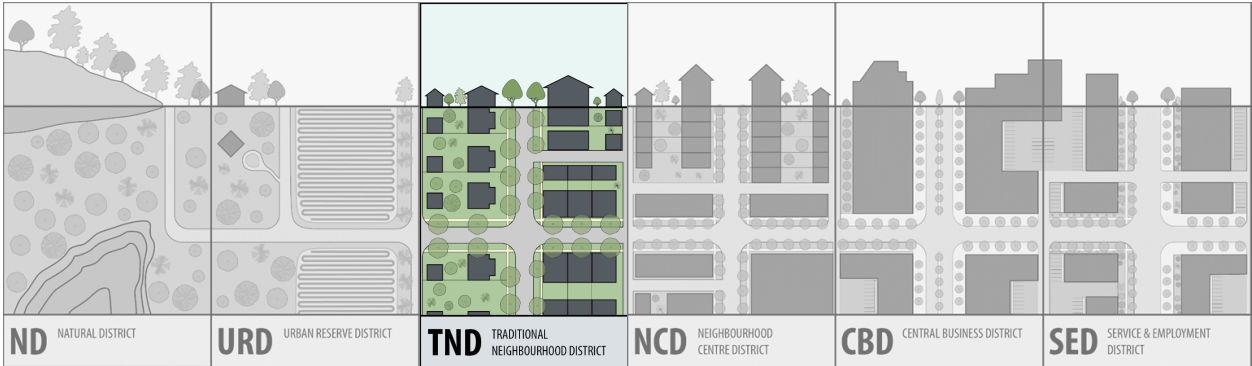 ND NATURAL DISTRICT
URD URBAN RESERVE DISTRICT
TND TRADITIONAL
NEIGHBOURHOOD DISTRICT
NCD NEIGHBOURHOOD
CENTRE DISTRICT
CBD CENTRAL BUSINESS DISTRICT
SED SERVICE & EMPLOYMENT
DISTRICT